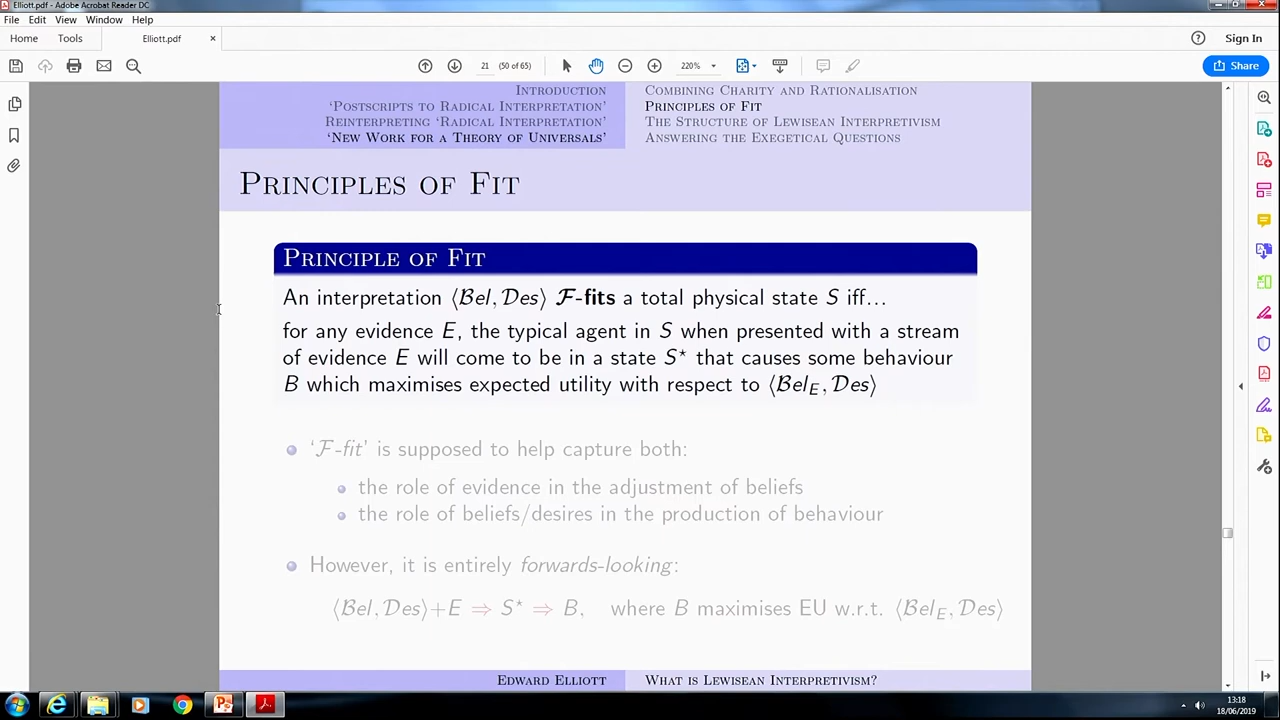 Elliott.pdf - Adobe Acrobat Reader DC
File Edit View Window Help
Home Tools Elliott.pdf × Sign In
21 (50 of 65) 220% Share
Introduction
‘Postscripts to Radical Interpretation’
Reinterpreting ‘Radical Interpretation’
‘New Work for a Theory of Universals’
Combining Charity and Rationalisation
Principles of Fit
The Structure of Lewisean Interpretivism
Answering the Exegetical Questions
Principles of Fit
Principle of Fit
An interpretation ⟨Bel, Des⟩ F-fits a total physical state S iff...
for any evidence E, the typical agent in S when presented with a stream
of evidence E will come to be in a state S⋆ that causes some behaviour
B which maximises expected utility with respect to ⟨Bel_E, Des⟩
‘F-fit’ is supposed to help capture both:
the role of evidence in the adjustment of beliefs
the role of beliefs/desires in the production of behaviour
However, it is entirely forwards-looking:
⟨Bel, Des⟩+E ⇒ S⋆ ⇒ B, where B maximises EU w.r.t. ⟨Bel_E, Des⟩
Edward Elliott What is Lewisean Interpretivism?
13:18
18/06/2019